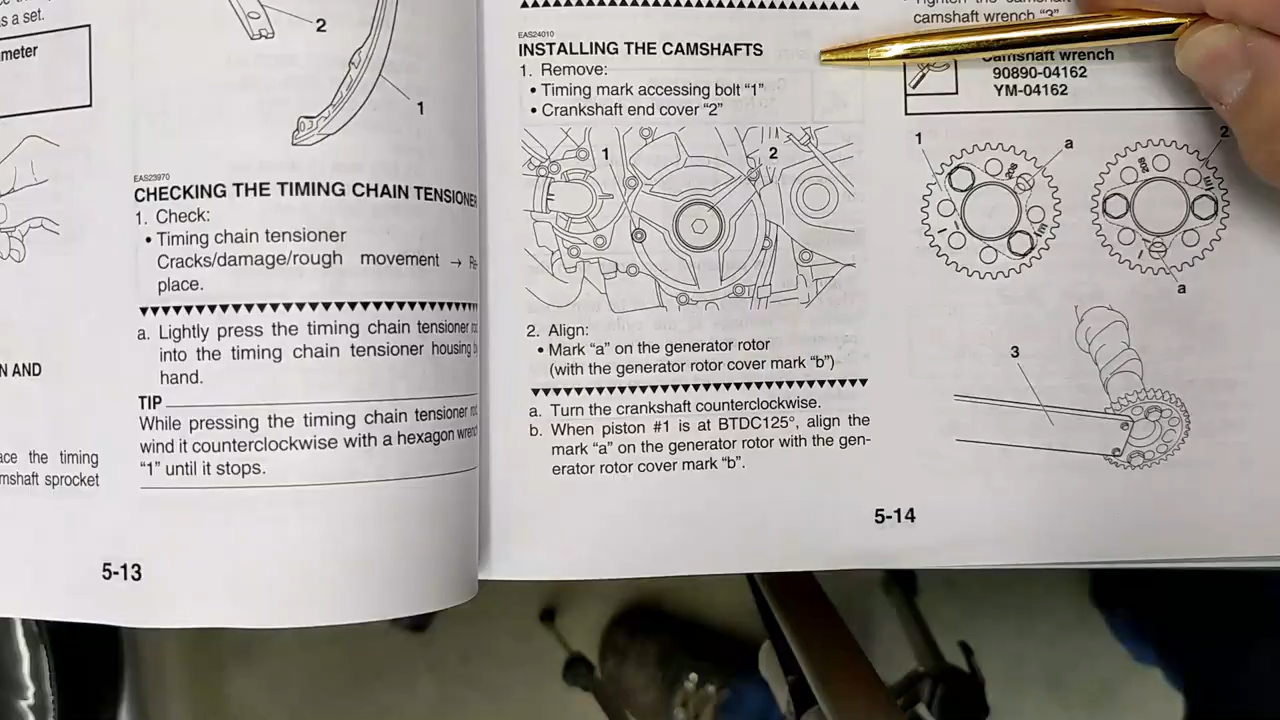 s a set.
meter
N AND
ace the timing
mshaft sprocket
2
1
EAS23970
CHECKING THE TIMING CHAIN TENSIONER
1. Check:
• Timing chain tensioner
Cracks/damage/rough movement → Re-
place.
a. Lightly press the timing chain tensioner rod
into the timing chain tensioner housing by
hand.
TIP
While pressing the timing chain tensioner rod
wind it counterclockwise with a hexagon wrench
“1” until it stops.
5-13
EAS24010
INSTALLING THE CAMSHAFTS
1. Remove:
• Timing mark accessing bolt “1”
• Crankshaft end cover “2”
1
2
2. Align:
• Mark “a” on the generator rotor
(with the generator rotor cover mark “b”)
a. Turn the crankshaft counterclockwise.
b. When piston #1 is at BTDC125°, align the
mark “a” on the generator rotor with the gen-
erator rotor cover mark “b”.
camshaft wrench “3”
Camshaft wrench
90890-04162
YM-04162
1
a
2
a
3
5-14